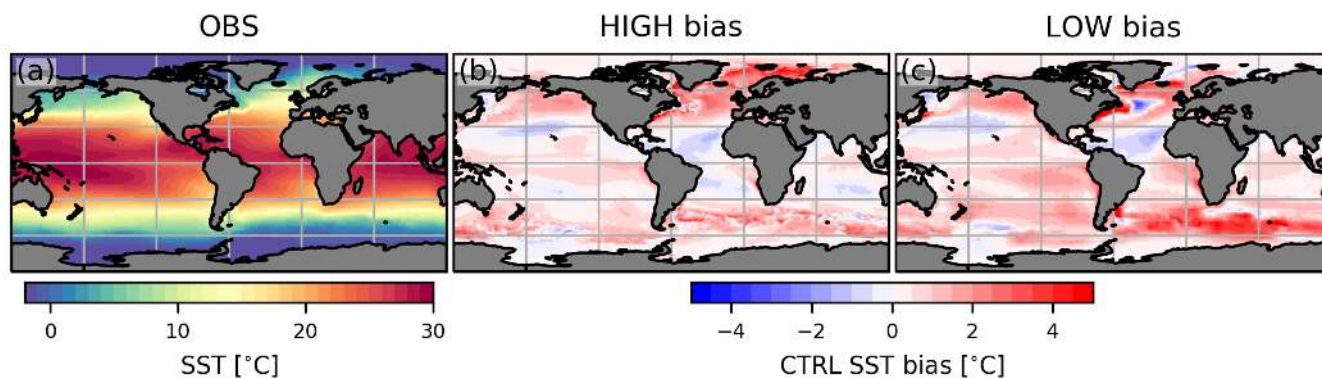 OBS HIGH bias LOW bias
(a) (b) (c)
0 10 20 30 −4 −2 0 2 4
SST [°C] CTRL SST bias [°C]